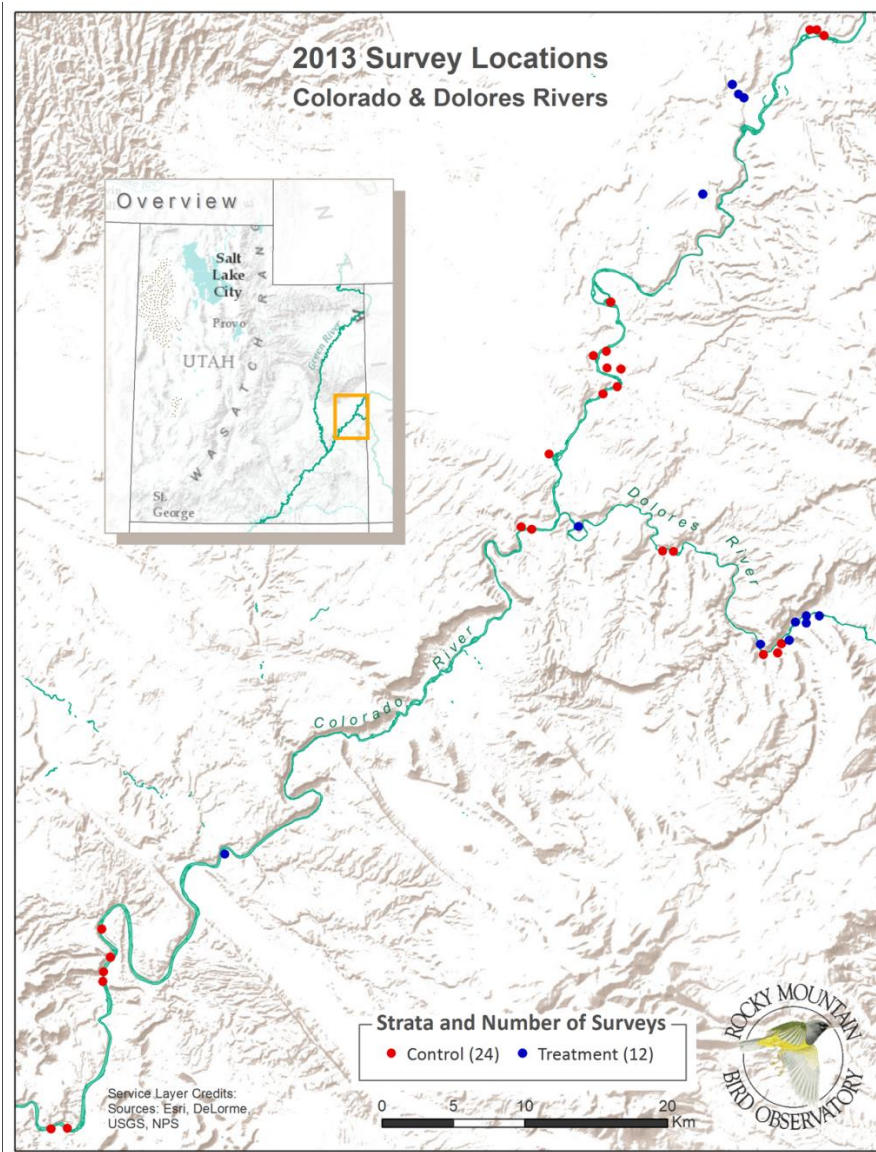 2013 Survey Locations
Colorado & Dolores Rivers
Overview
Salt
Lake
City
Provo
UTAH
WASATCH RANGE
Green River
St.
George
Dolores River
Colorado River
Strata and Number of Surveys
Control (24)
Treatment (12)
ROCKY MOUNTAIN
BIRD OBSERVATORY
Service Layer Credits:
Sources: Esri, DeLorme,
USGS, NPS
0 5 10 20
Km